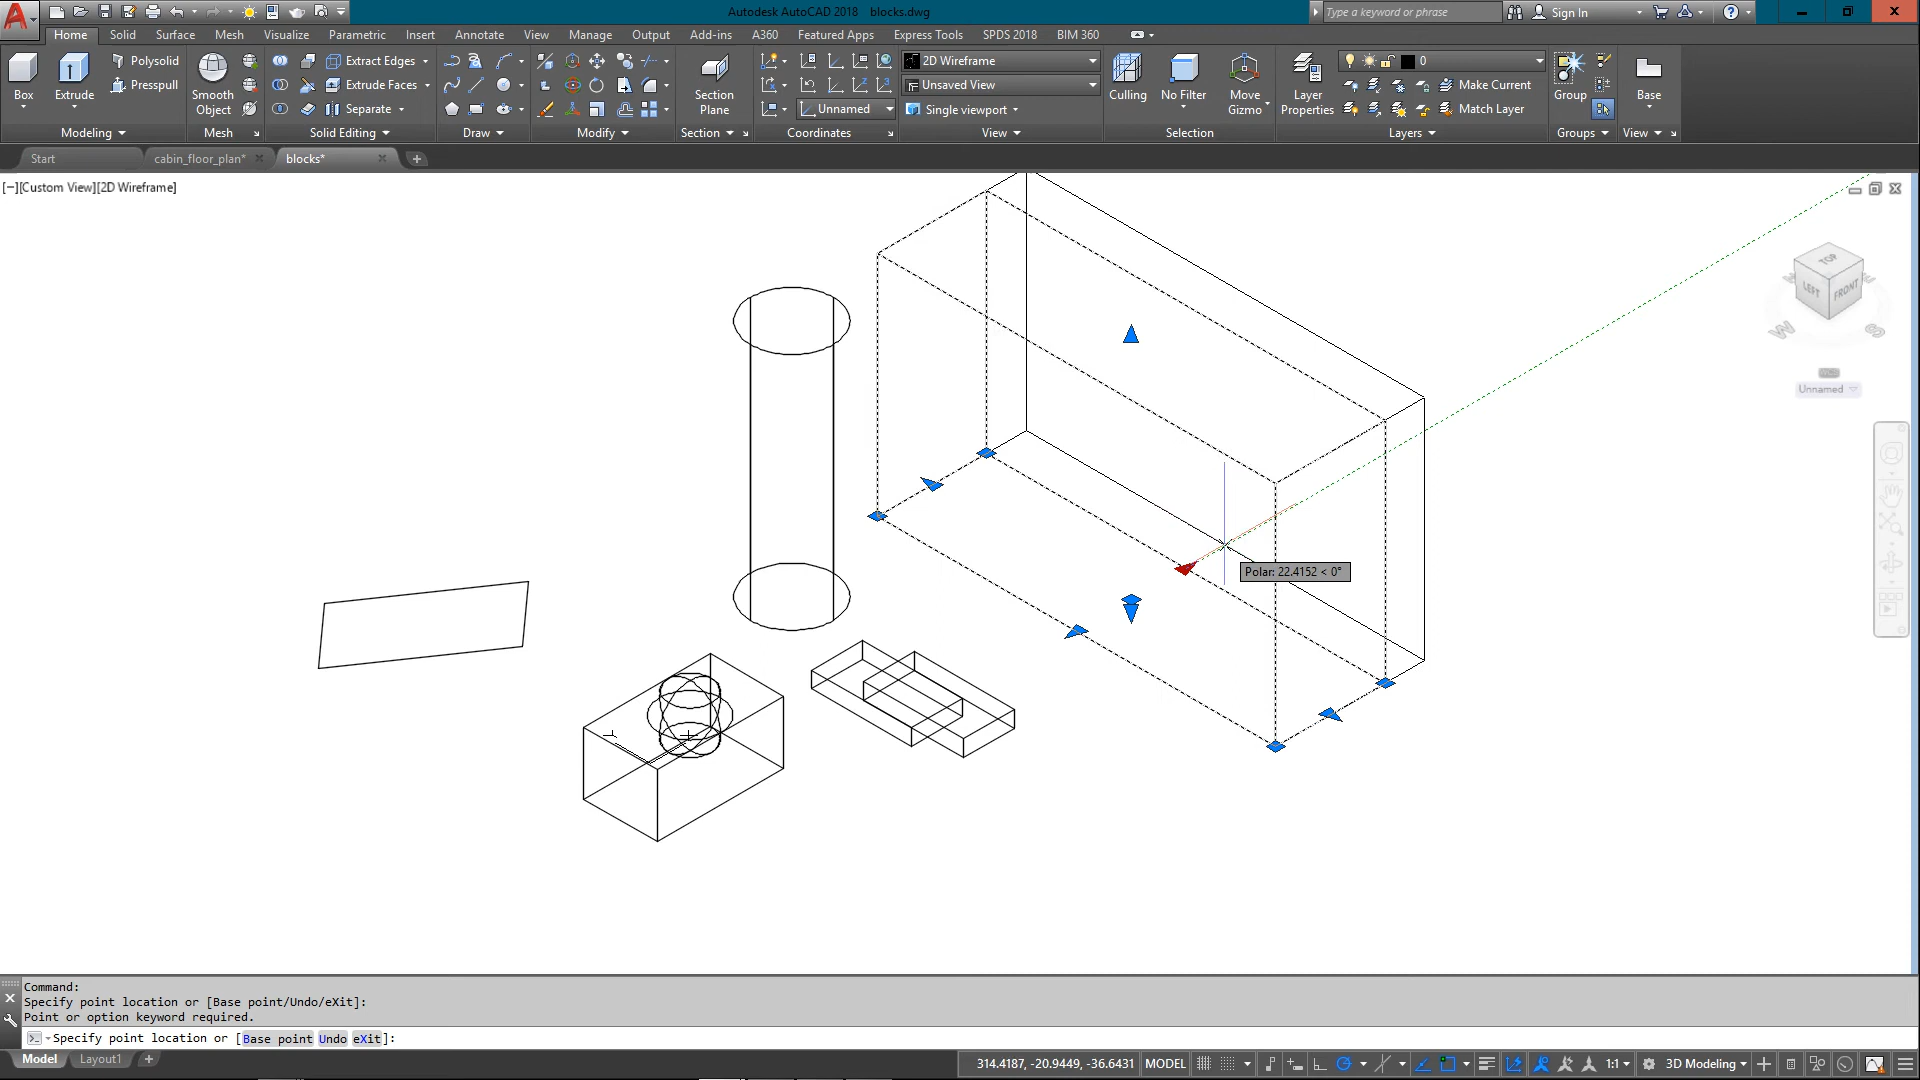 Autodesk AutoCAD 2018 blocks.dwg
Type a keyword or phrase
Sign In
Home Solid Surface Mesh Visualize Parametric Insert Annotate View Manage Output Add-ins A360 Featured Apps Express Tools SPDS 2018 BIM 360
Box
Extrude
Polysolid
Presspull
Modeling
Smooth
Object
Mesh
Extract Edges
Extrude Faces
Separate
Solid Editing
Draw
Modify
Section
Plane
Section
Unnamed
Coordinates
2D Wireframe
Unsaved View
Single viewport
View
Culling
No Filter
Move
Gizmo
Selection
Layer
Properties
0
Make Current
Match Layer
Layers
Group
Groups
Base
View
Start cabin_floor_plan* blocks*
[−][Custom View][2D Wireframe]
TOP
LEFT FRONT
W S
Unnamed
Polar: 22.4152 < 0°
Command:
Specify point location or [Base point/Undo/eXit]:
Point or option keyword required.
Specify point location or [Base point Undo eXit]:
Model Layout1
314.4187, -20.9449, -36.6431 MODEL 1:1 3D Modeling